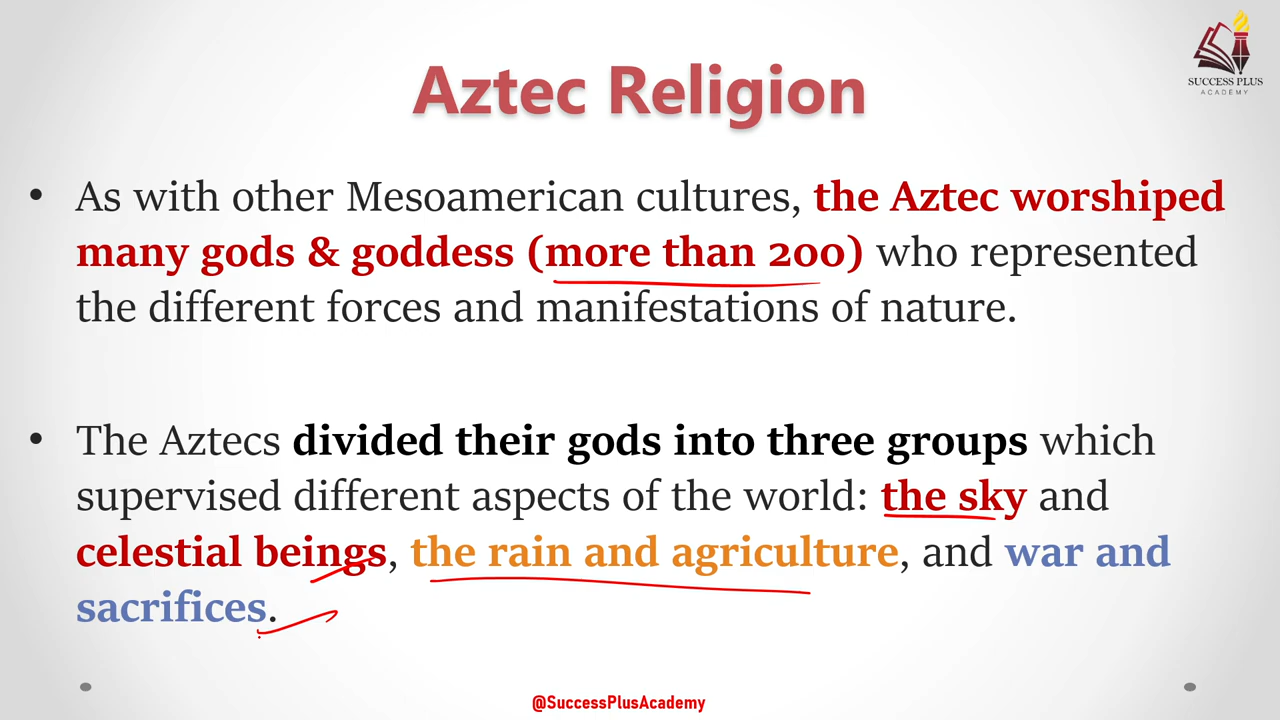 SUCCESS PLUS
ACADEMY
Aztec Religion
• As with other Mesoamerican cultures, the Aztec worshiped
many gods & goddess (more than 200) who represented
the different forces and manifestations of nature.
• The Aztecs divided their gods into three groups which
supervised different aspects of the world: the sky and
celestial beings, the rain and agriculture, and war and
sacrifices.
@SuccessPlusAcademy